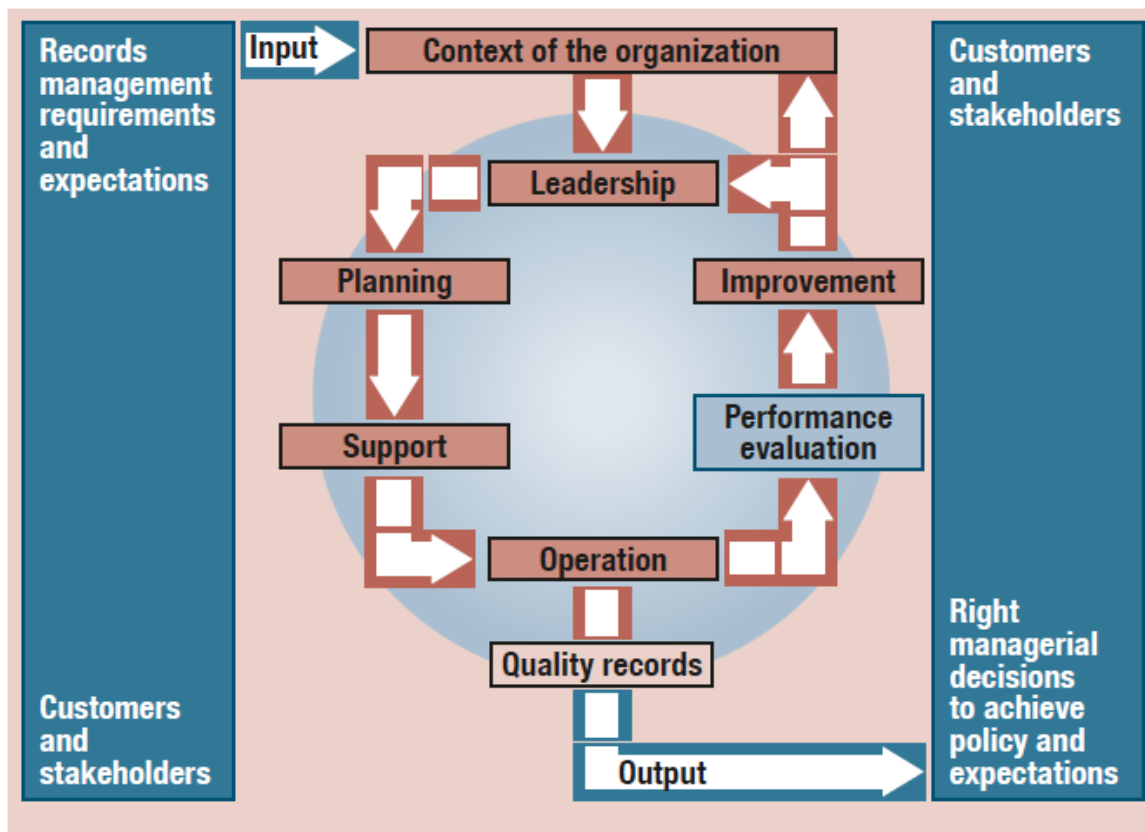 Records
management
requirements
and
expectations
Customers
and
stakeholders
Input
Context of the organization
Leadership
Planning
Improvement
Support
Performance
evaluation
Operation
Quality records
Output
Customers
and
stakeholders
Right
managerial
decisions
to achieve
policy and
expectations